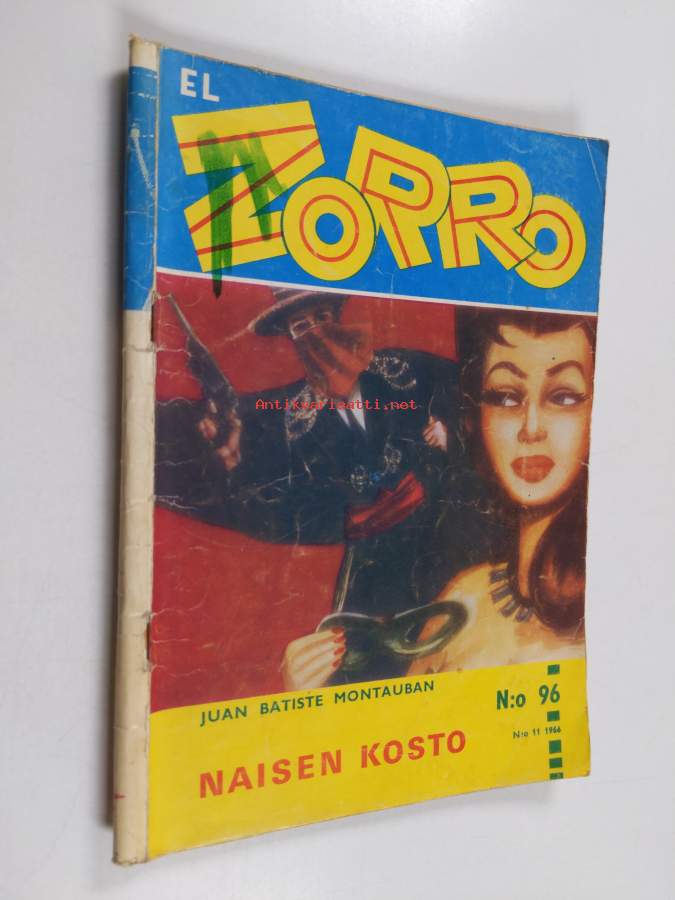 EL
ZORRO
Antikvariaatti.net
JUAN BATISTE MONTAUBAN
N:o 96
N:o 11 1966
NAISEN KOSTO